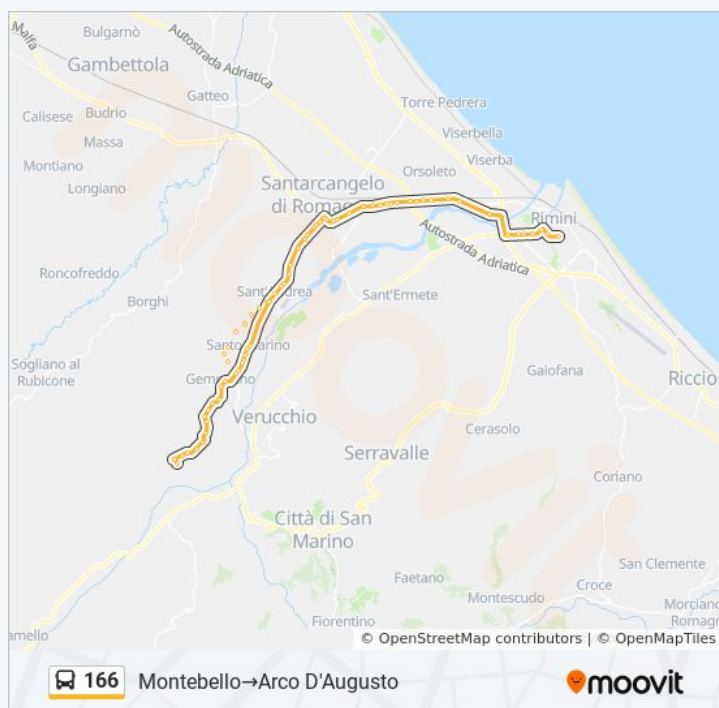 Malfa
Bulgarnò
Autostrada Adriatica
Gambettola
Gatteo
Calisese
Budrio
Torre Pedrera
Massa
Viserbella
Montiano
Viserba
Orsoleto
Longiano
Santarcangelo
di Romag
Rimini
Autostrada Adriatica
Roncofreddo
Sant'Andrea
Sant'Ermete
Borghi
Santo Marino
Sogliano al
Rubicone
Gemmano
Gaiofana
Riccio
Verucchio
Cerasolo
Serravalle
Coriano
Città di San
Marino
San Clemente
Faetano
Croce
Montescudo
Morciano
Romagn
Fiorentino
amello
© OpenStreetMap contributors | © OpenMapTiles
166 Montebello→Arco D'Augusto
moovit